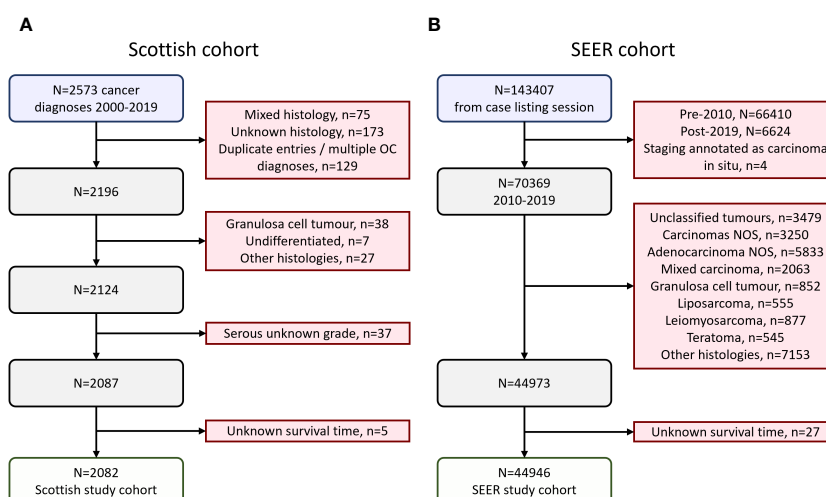 A
Scottish cohort
N=2573 cancer
diagnoses 2000-2019
Mixed histology, n=75
Unknown histology, n=173
Duplicate entries / multiple OC
diagnoses, n=129
N=2196
Granulosa cell tumour, n=38
Undifferentiated, n=7
Other histologies, n=27
N=2124
Serous unknown grade, n=37
N=2087
Unknown survival time, n=5
N=2082
Scottish study cohort
B
SEER cohort
N=143407
from case listing session
Pre-2010, N=66410
Post-2019, N=6624
Staging annotated as carcinoma
in situ, n=4
N=70369
2010-2019
Unclassified tumours, n=3479
Carcinomas NOS, n=3250
Adenocarcinoma NOS, n=5833
Mixed carcinoma, n=2063
Granulosa cell tumour, n=852
Liposarcoma, n=555
Leiomyosarcoma, n=877
Teratoma, n=545
Other histologies, n=7153
N=44973
Unknown survival time, n=27
N=44946
SEER study cohort